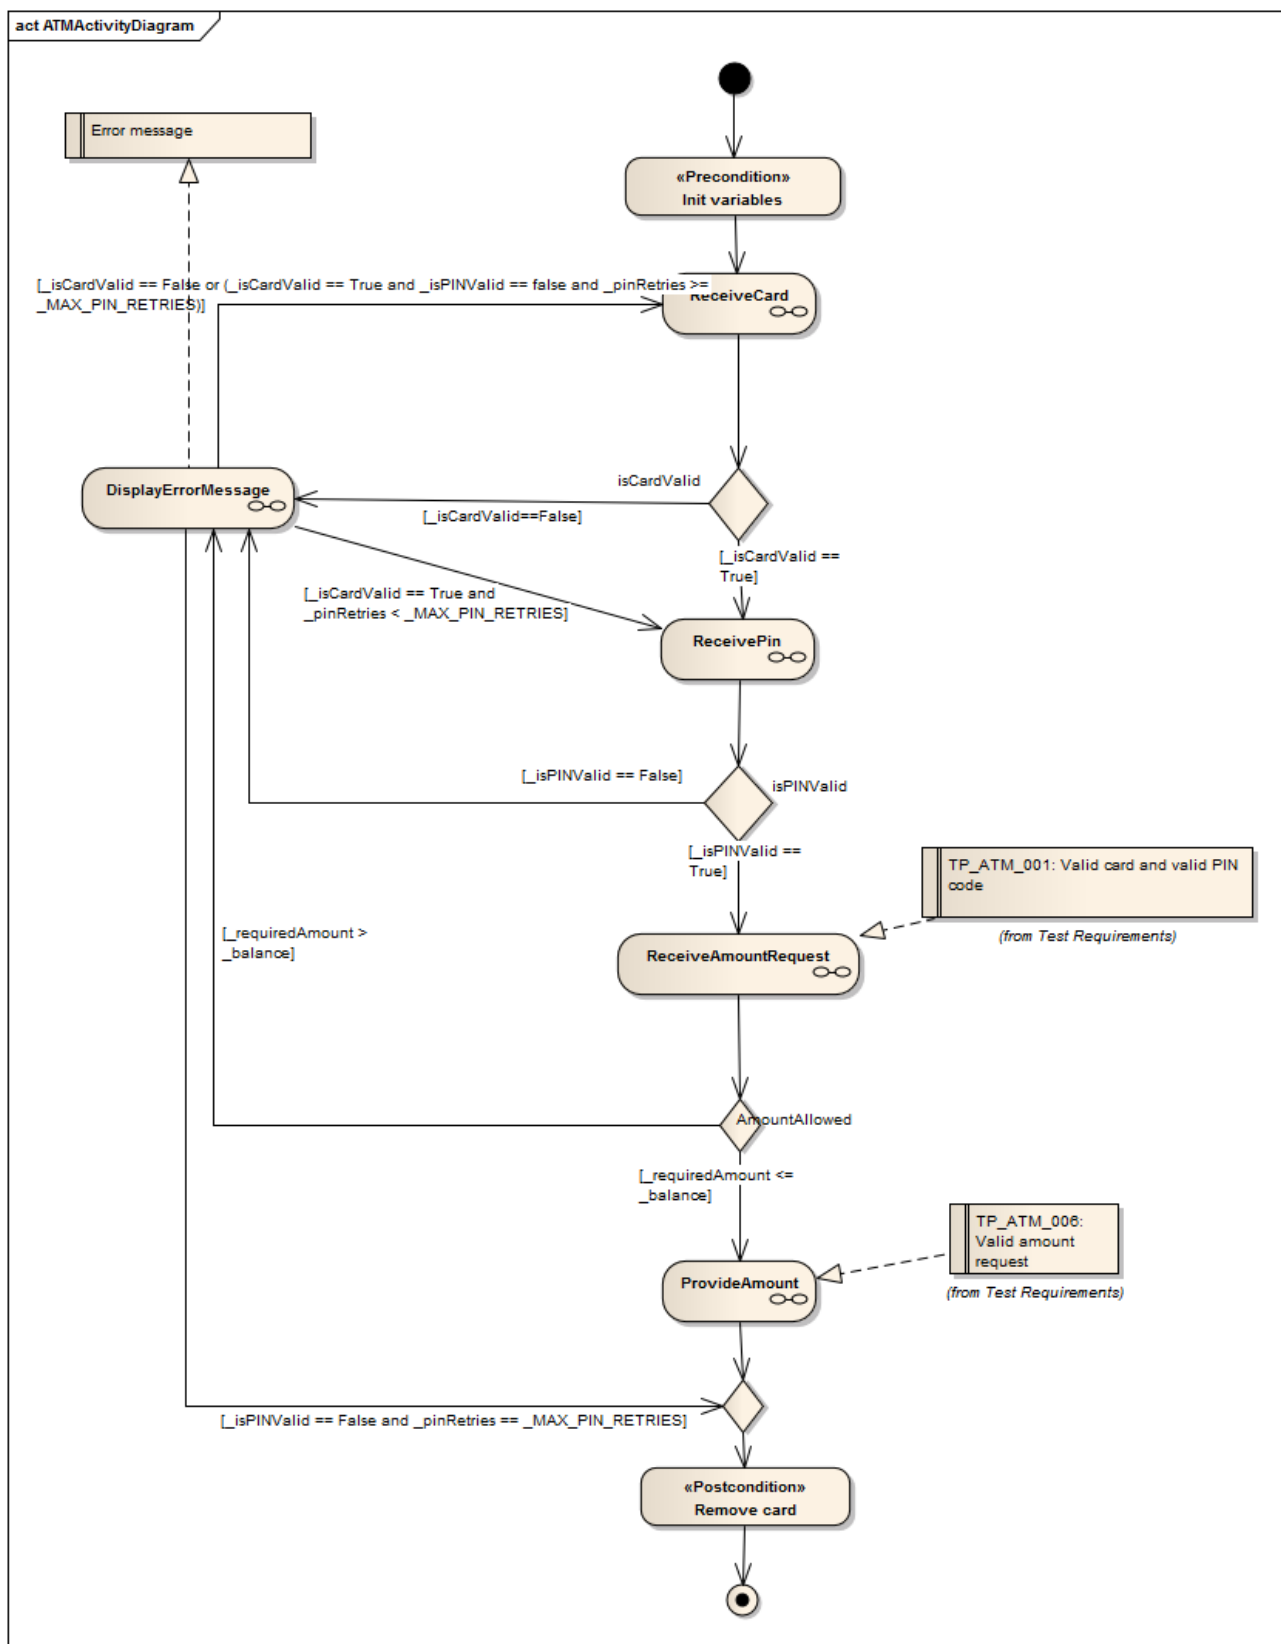 act ATMActivityDiagram
Error message
«Precondition»
Init variables
[_isCardValid == False or (_isCardValid == True and _isPINValid == false and _pinRetries >=
_MAX_PIN_RETRIES)]
ReceiveCard
isCardValid
DisplayErrorMessage
[_isCardValid==False]
[_isCardValid ==
True]
[_isCardValid == True and
_pinRetries < _MAX_PIN_RETRIES]
ReceivePin
[_isPINValid == False]
isPINValid
[_isPINValid ==
True]
TP_ATM_001: Valid card and valid PIN
code
(from Test Requirements)
[_requiredAmount >
_balance]
ReceiveAmountRequest
AmountAllowed
[_requiredAmount <=
_balance]
TP_ATM_006:
Valid amount
request
(from Test Requirements)
ProvideAmount
[_isPINValid == False and _pinRetries == _MAX_PIN_RETRIES]
«Postcondition»
Remove card